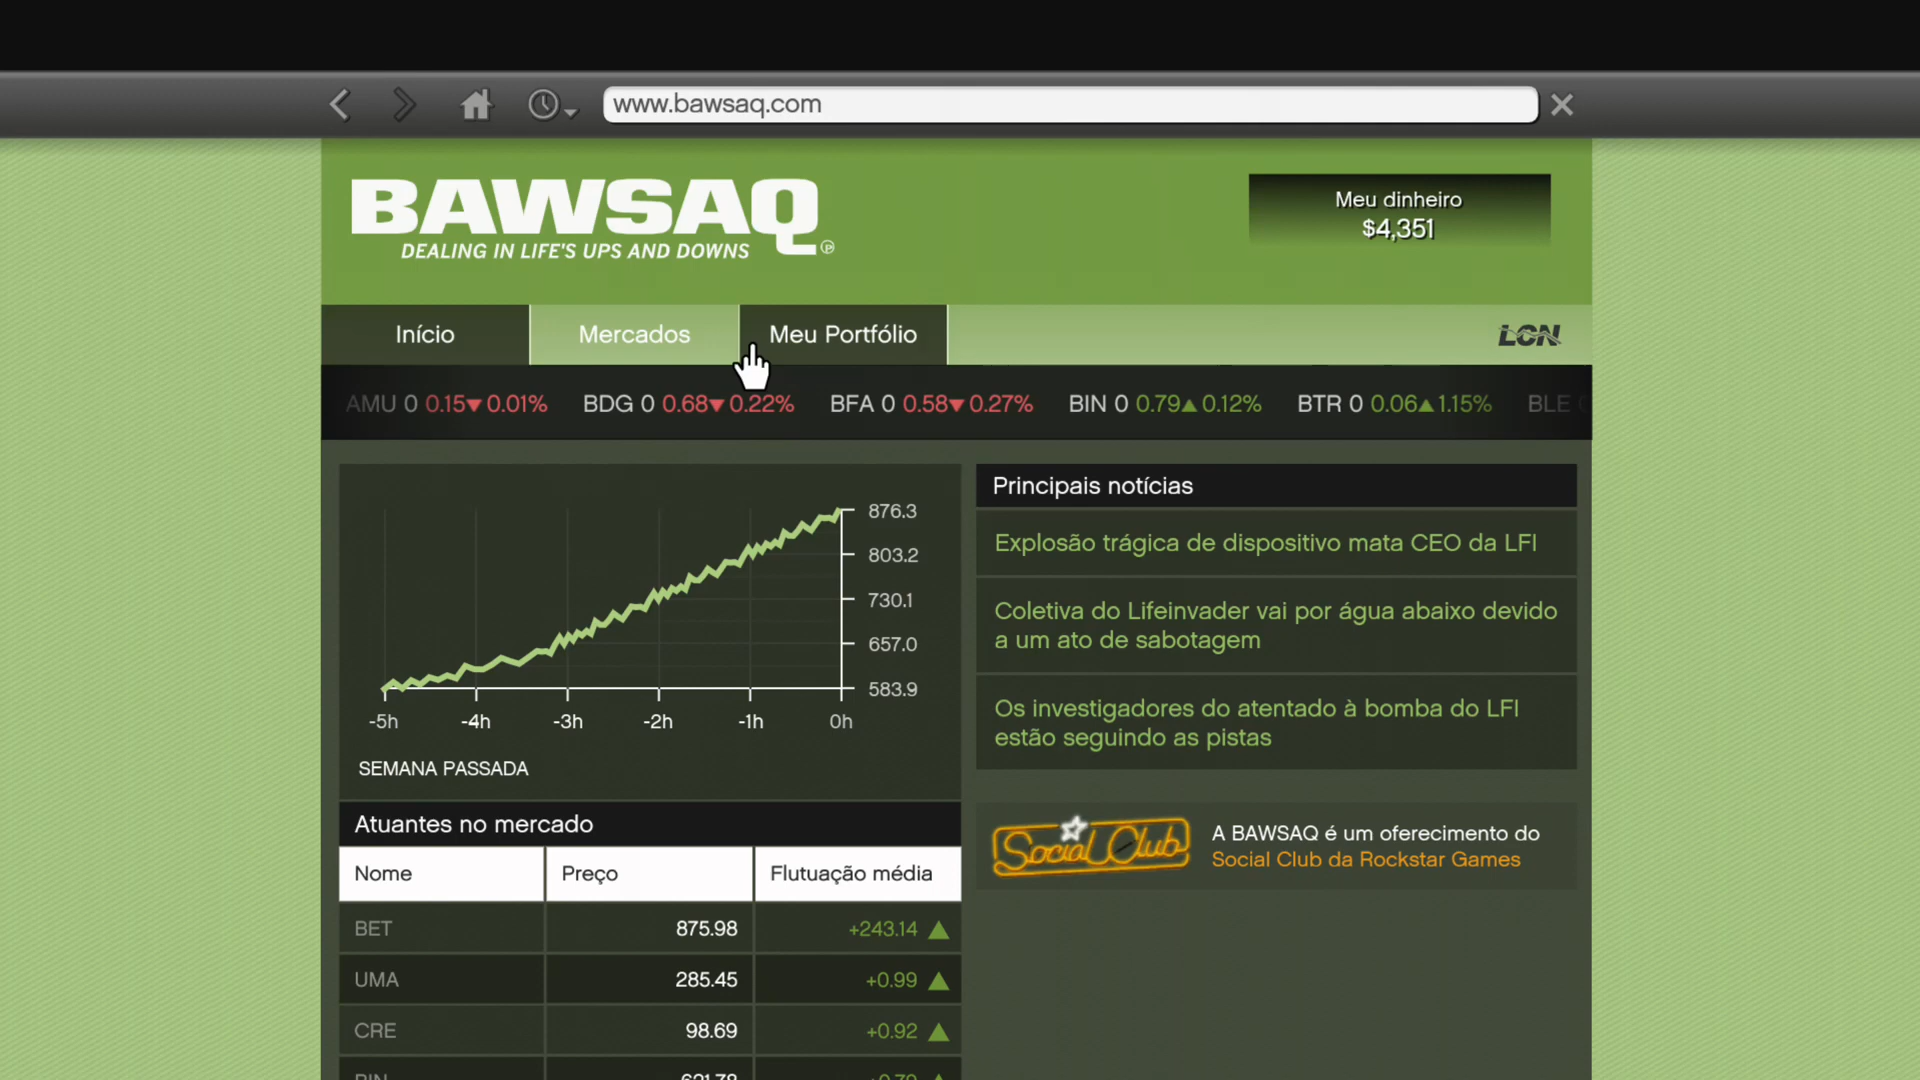 www.bawsaq.com
BAWSAQ
DEALING IN LIFE'S UPS AND DOWNS
Meu dinheiro
$4,351
Início
Mercados
Meu Portfólio
LCN
AMU 0 0.15▼0.01% BDG 0 0.68▼0.22% BFA 0 0.58▼0.27% BIN 0 0.79▲0.12% BTR 0 0.06▲1.15% BLE
876.3
803.2
730.1
657.0
583.9
-5h -4h -3h -2h -1h 0h
SEMANA PASSADA
Atuantes no mercado
Nome Preço Flutuação média
BET 875.98 +243.14 ▲
UMA 285.45 +0.99 ▲
CRE 98.69 +0.92 ▲
Principais notícias
Explosão trágica de dispositivo mata CEO da LFI
Coletiva do Lifeinvader vai por água abaixo devido
a um ato de sabotagem
Os investigadores do atentado à bomba do LFI
estão seguindo as pistas
Social Club
A BAWSAQ é um oferecimento do
Social Club da Rockstar Games